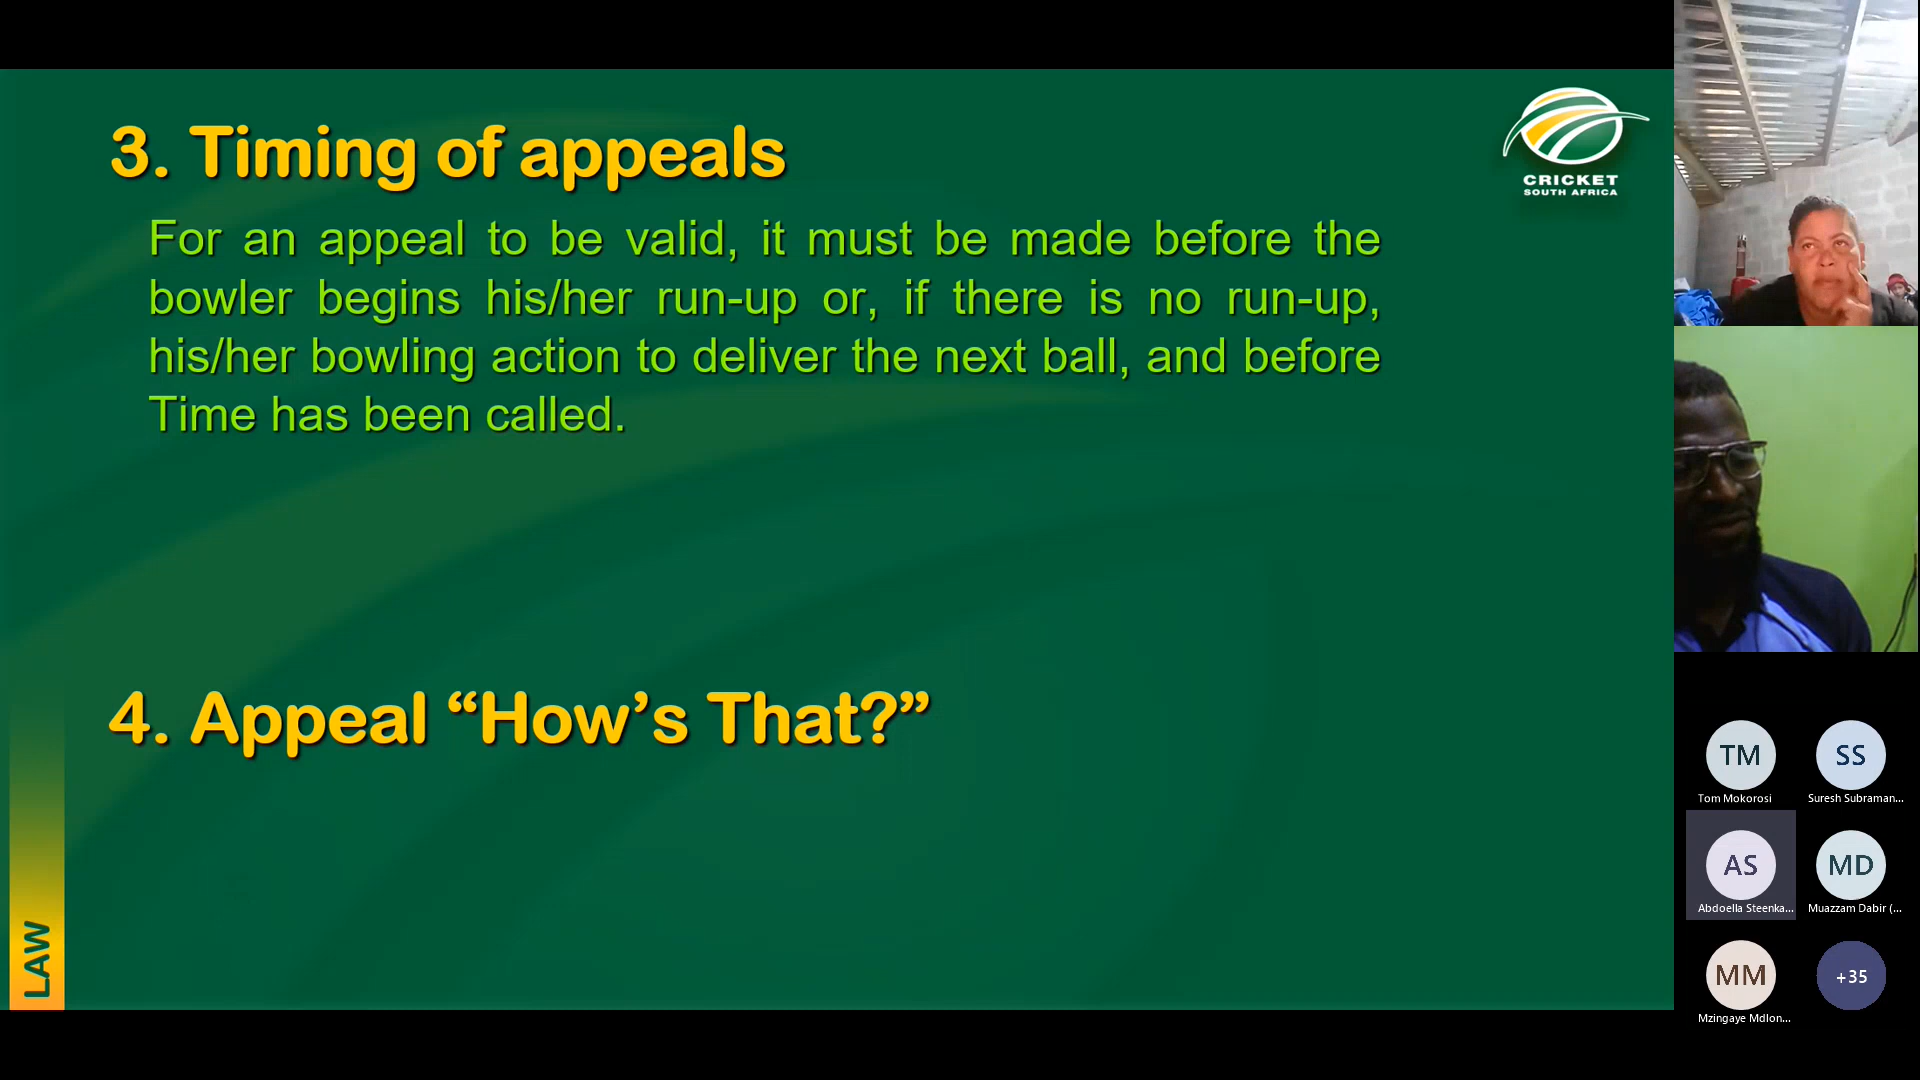 3. Timing of appeals
For an appeal to be valid, it must be made before the
bowler begins his/her run-up or, if there is no run-up,
his/her bowling action to deliver the next ball, and before
Time has been called.
4. Appeal “How’s That?”
LAW
CRICKET
SOUTH AFRICA
TM
Tom Mokorosi
SS
Suresh Subraman...
AS
Abdoella Steenka...
MD
Muazzam Dabir (...
MM
Mzingaye Mdlon...
+35